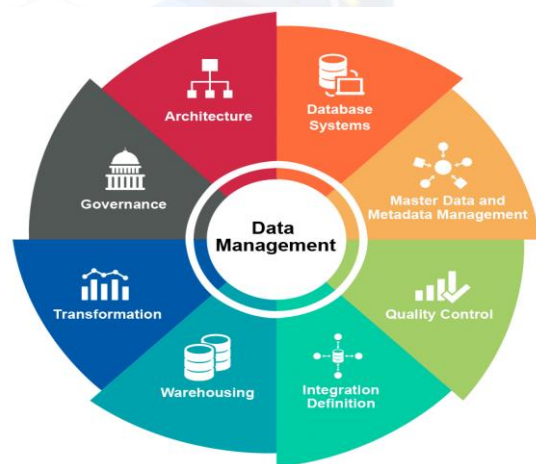 Data
Management
Architecture
Database
Systems
Master Data and
Metadata Management
Quality Control
Integration
Definition
Warehousing
Transformation
Governance